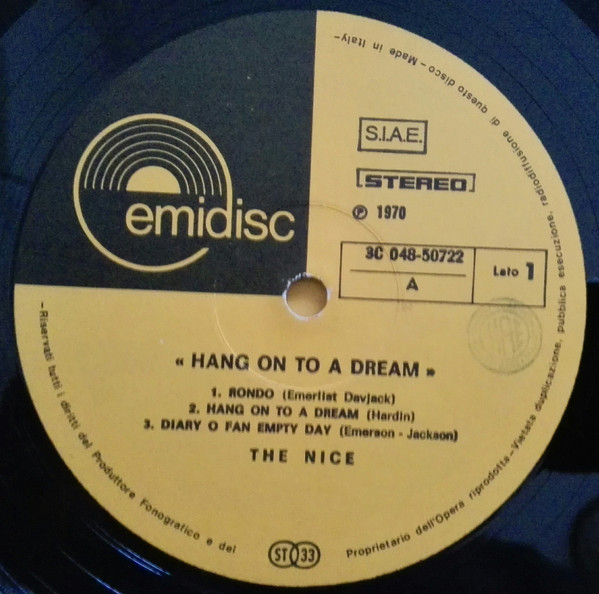 emidisc
S.I.A.E.
STEREO
℗ 1970
3C 048-50722
A
Lato 1
« HANG ON TO A DREAM »
1. RONDO (Emerlist Davjack)
2. HANG ON TO A DREAM (Hardin)
3. DIARY O FAN EMPTY DAY (Emerson - Jackson)
THE NICE
ST 33
-Riservati tutti i diritti del Produttore Fonografico e del Proprietario dell'Opera riprodotta-Vietata duplicazione, pubblica esecuzione, radiodiffusione di questo disco-Made in Italy-